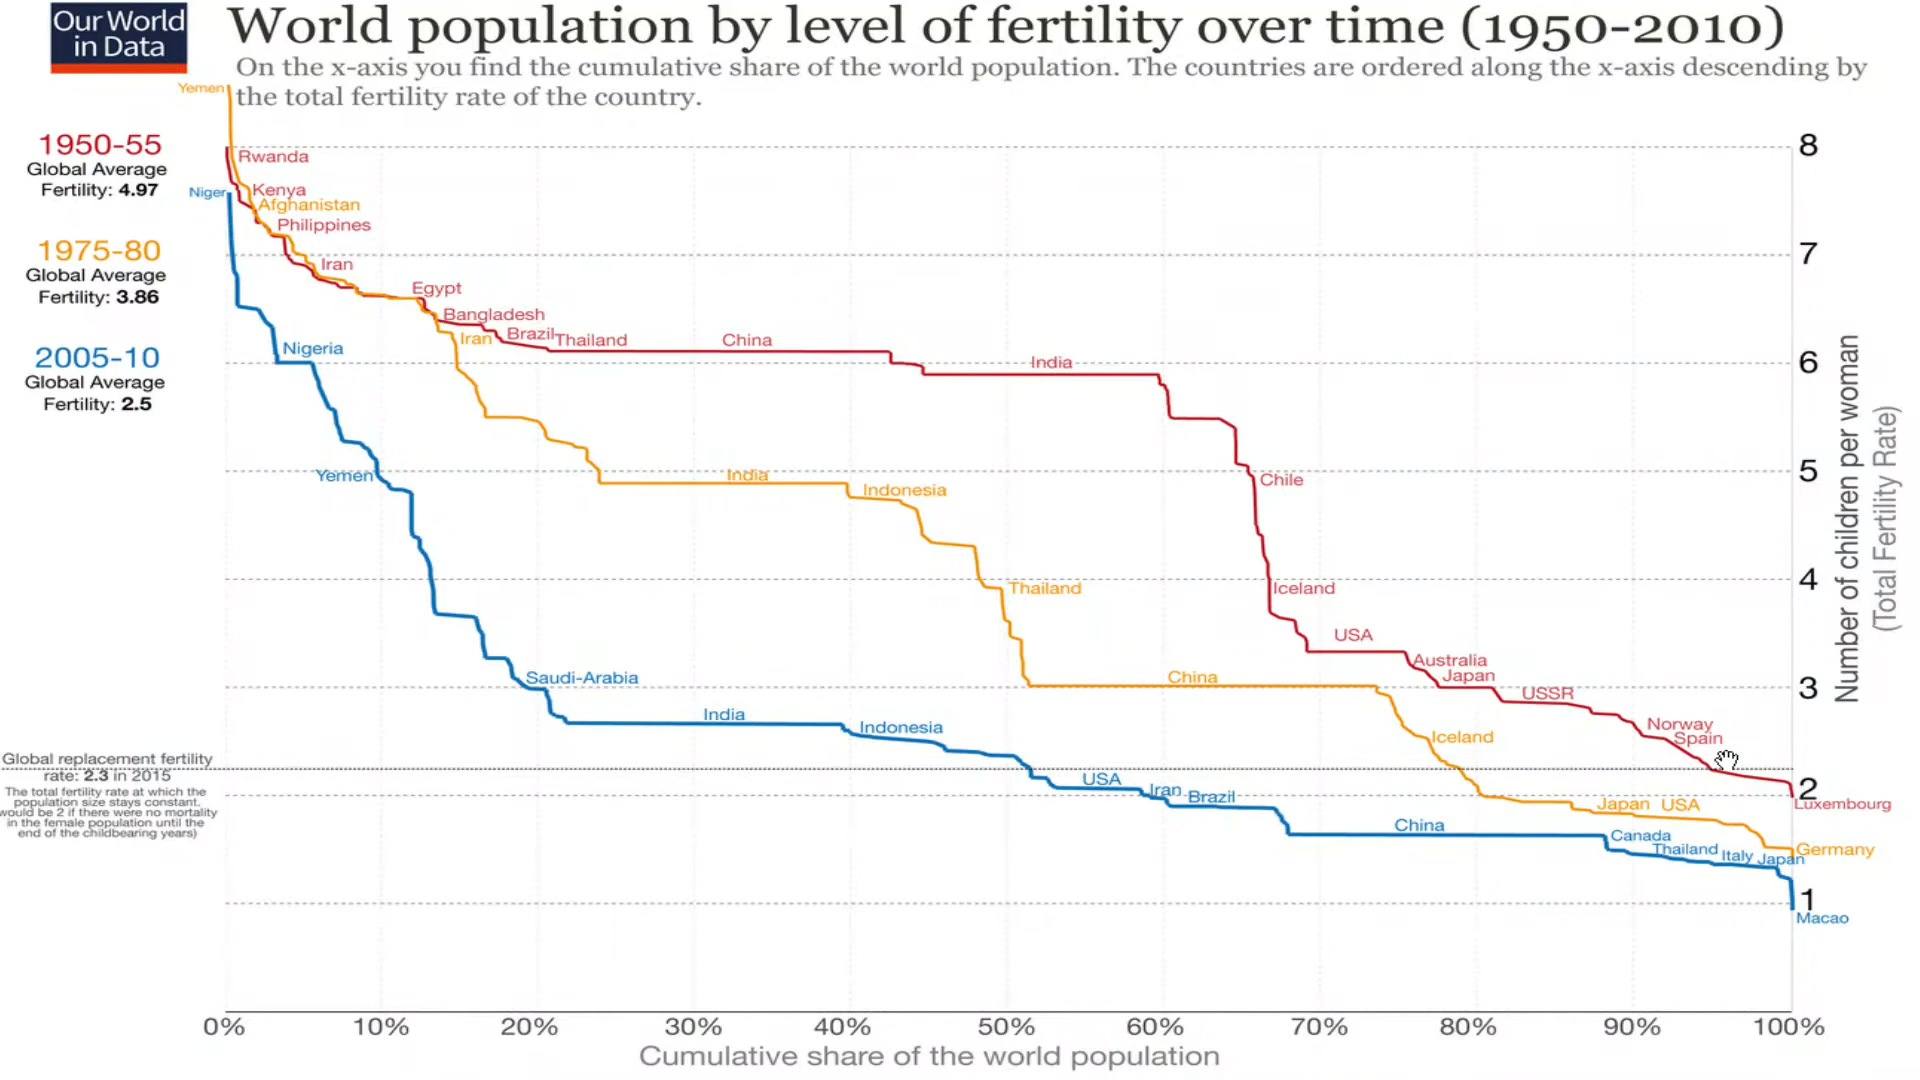 Our World
in Data
World population by level of fertility over time (1950-2010)
On the x-axis you find the cumulative share of the world population. The countries are ordered along the x-axis descending by
the total fertility rate of the country.
1950-55
Global Average
Fertility: 4.97
1975-80
Global Average
Fertility: 3.86
2005-10
Global Average
Fertility: 2.5
Global replacement fertility
rate: 2.3 in 2015
The total fertility rate at which the
population size stays constant.
would be 2 if there were no mortality
in the female population until the
end of the childbearing years)
Yemen
Rwanda
Niger
Kenya
Afghanistan
Philippines
Iran
Egypt
Bangladesh
Brazil
Thailand
China
India
Iran
Nigeria
Yemen
India
Indonesia
Chile
Thailand
Iceland
USA
Australia
Japan
USSR
Norway
Spain
Luxembourg
China
Iceland
Japan
USA
Germany
Saudi-Arabia
India
Indonesia
USA
Iran
Brazil
China
Canada
Thailand
Italy
Japan
Macao
8
7
6
5
4
3
2
1
Number of children per woman
(Total Fertility Rate)
0%
10%
20%
30%
40%
50%
60%
70%
80%
90%
100%
Cumulative share of the world population